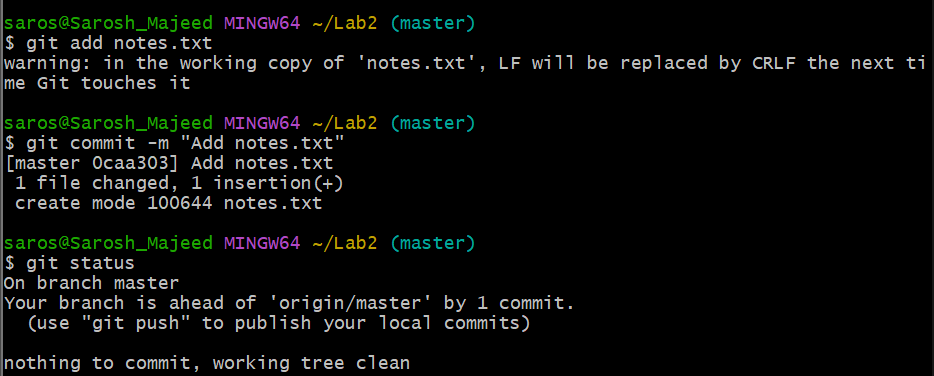 saros@Sarosh_Majeed MINGW64 ~/Lab2 (master)
$ git add notes.txt
warning: in the working copy of 'notes.txt', LF will be replaced by CRLF the next ti
me Git touches it
saros@Sarosh_Majeed MINGW64 ~/Lab2 (master)
$ git commit -m "Add notes.txt"
[master 0caa303] Add notes.txt
 1 file changed, 1 insertion(+)
 create mode 100644 notes.txt
saros@Sarosh_Majeed MINGW64 ~/Lab2 (master)
$ git status
On branch master
Your branch is ahead of 'origin/master' by 1 commit.
  (use "git push" to publish your local commits)
nothing to commit, working tree clean